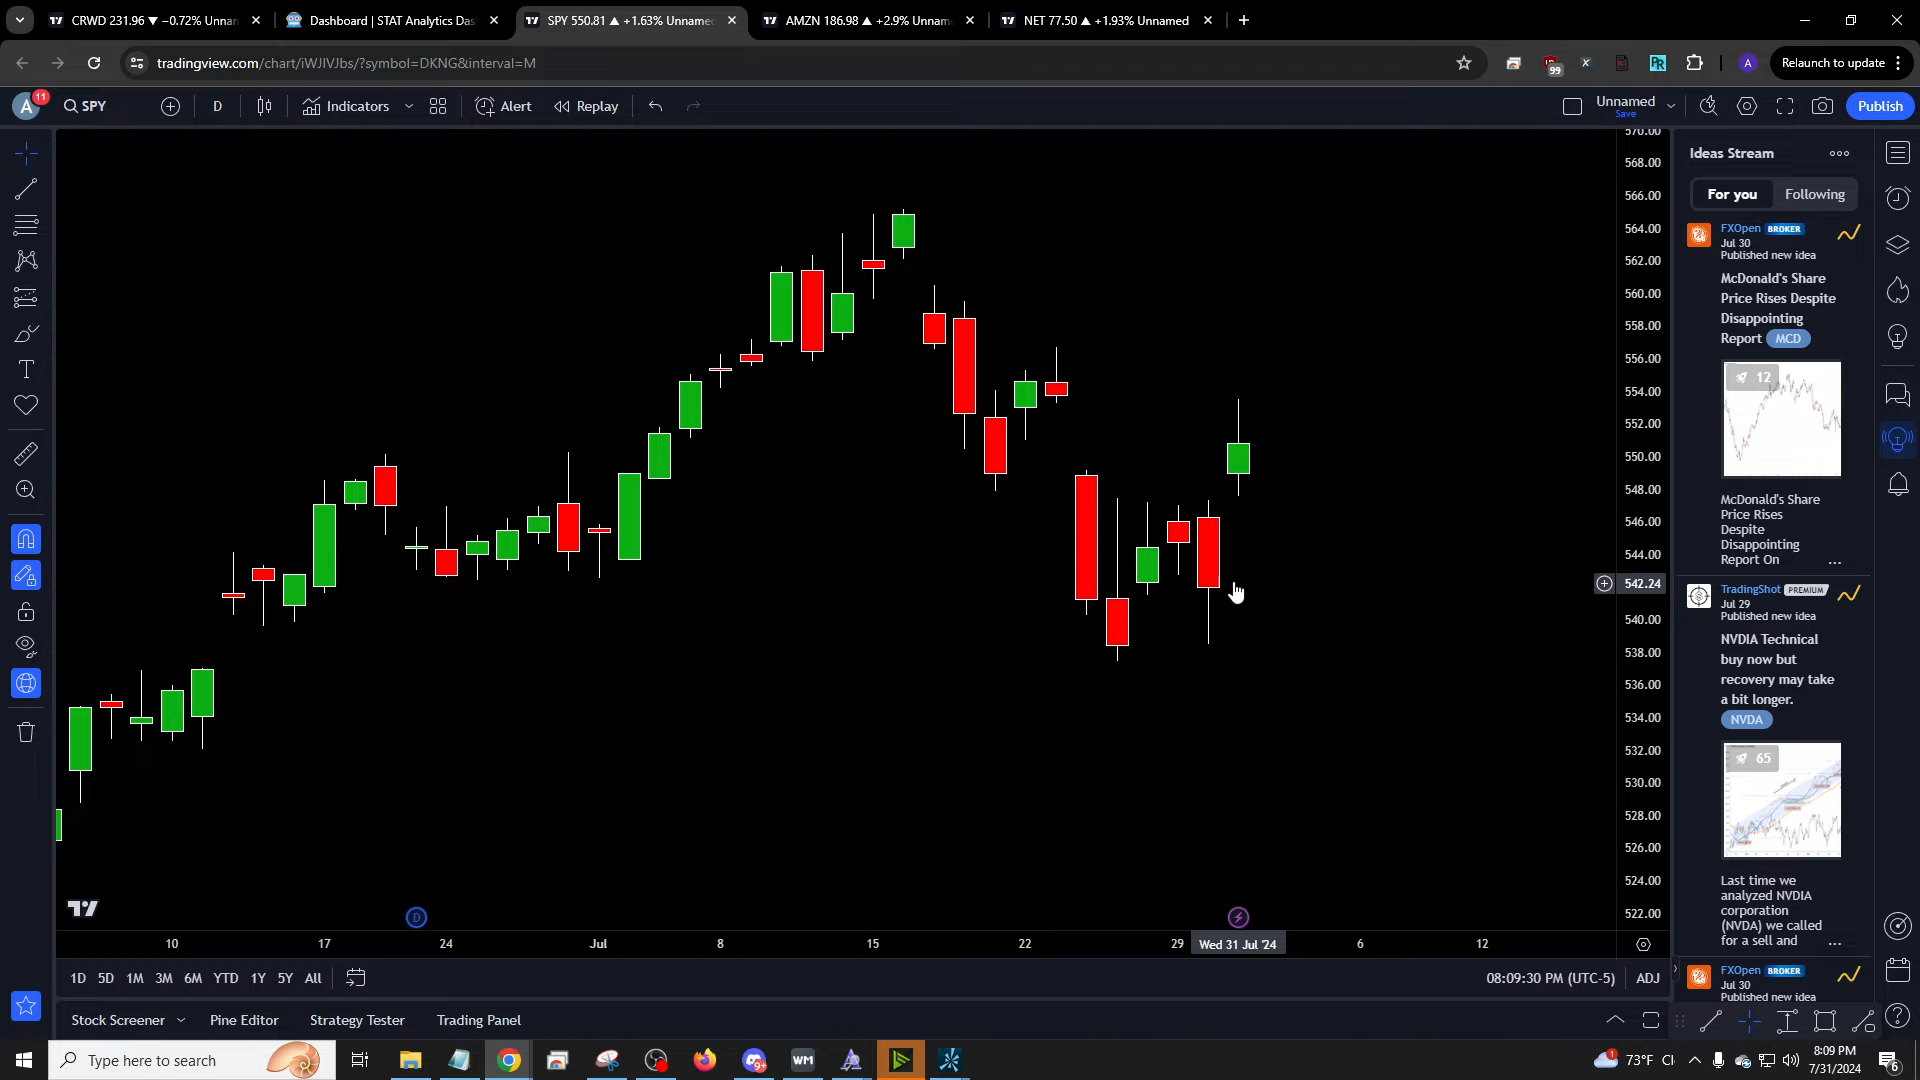 CRWD 231.96 ▼ −0.72% Unnan
Dashboard | STAT Analytics Das
SPY 550.81 ▲ +1.63% Unnamed
AMZN 186.98 ▲ +2.9% Unnam
NET 77.50 ▲ +1.93% Unnamed
tradingview.com/chart/iWJIVJbs/?symbol=DKNG&interval=M
99
A
Relaunch to update
A
11
SPY
D
Indicators
Alert
Replay
Unnamed
Save
Publish
570.00
568.00
566.00
564.00
562.00
560.00
558.00
556.00
554.00
552.00
550.00
548.00
546.00
544.00
542.24
540.00
538.00
536.00
534.00
532.00
530.00
528.00
526.00
524.00
522.00
D
10
17
24
Jul
8
15
22
29
Wed 31 Jul '24
6
12
1D
5D
1M
3M
6M
YTD
1Y
5Y
All
08:09:30 PM (UTC-5)
ADJ
Stock Screener
Pine Editor
Strategy Tester
Trading Panel
Ideas Stream
For you
Following
FXOpen BROKER
Jul 30
Published new idea
McDonald's Share
Price Rises Despite
Disappointing
Report MCD
12
McDonald's Share
Price Rises
Despite
Disappointing
Report On ...
TradingShot PREMIUM
Jul 29
Published new idea
NVDIA Technical
buy now but
recovery may take
a bit longer.
NVDA
65
Last time we
analyzed NVDIA
corporation
(NVDA) we called
for a sell and ...
FXOpen BROKER
Jul 30
Published new idea
Type here to search
9+
WM
1
73°F Cl
8:09 PM
7/31/2024
6